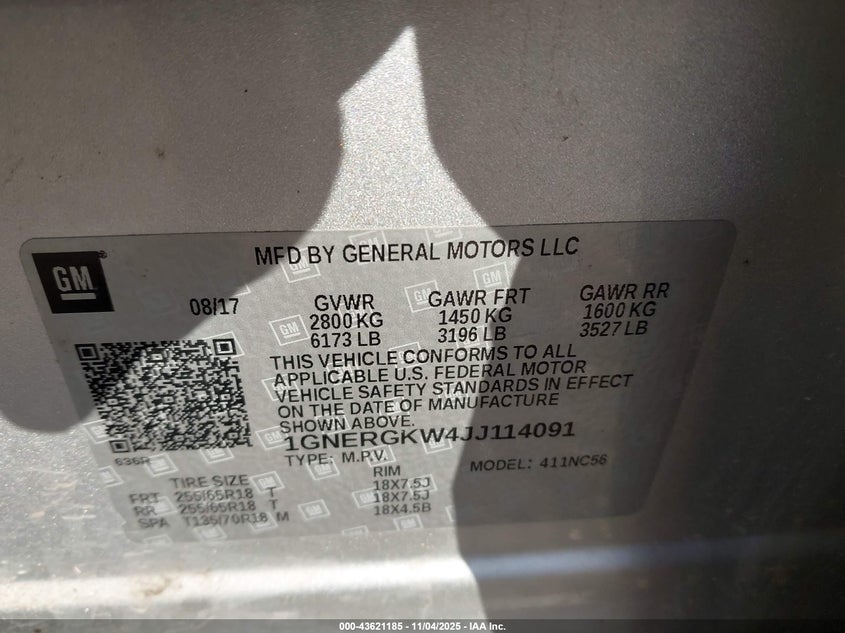 MFD BY GENERAL MOTORS LLC
GM
08/17
GVWR GAWR FRT GAWR RR
2800 KG 1450 KG 1600 KG
6173 LB 3196 LB 3527 LB
THIS VEHICLE CONFORMS TO ALL
APPLICABLE U.S. FEDERAL MOTOR
VEHICLE SAFETY STANDARDS IN EFFECT
ON THE DATE OF MANUFACTURE
SHOWN ABOVE.
1GNERGKW4JJ114091
636R
TYPE: M.P.V. MODEL: 411NC56
TIRE SIZE RIM
FRT 255/65R18 T 18X7.5J
RR 255/65R18 T 18X7.5J
SPA T135/70R18 M 18X4.5B
000-43621185 - 11/04/2025 - IAA Inc.